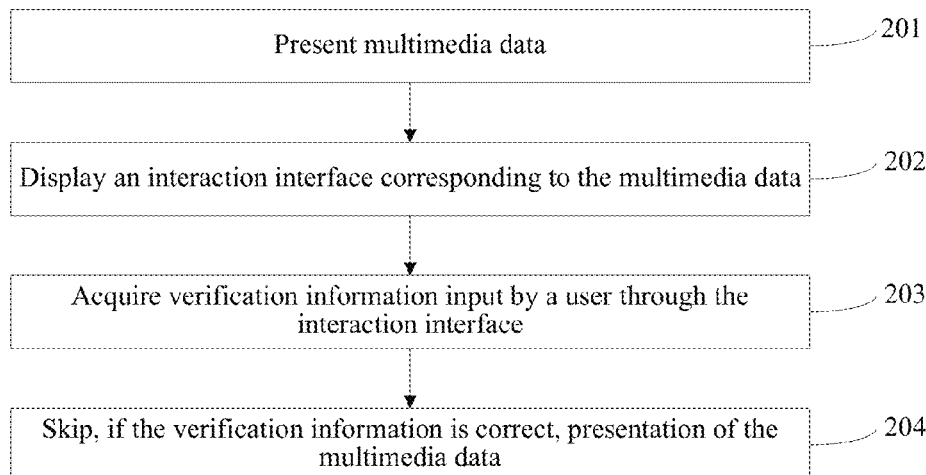 Present multimedia data
201
Display an interaction interface corresponding to the multimedia data
202
Acquire verification information input by a user through the
interaction interface
203
Skip, if the verification information is correct, presentation of the
multimedia data
204